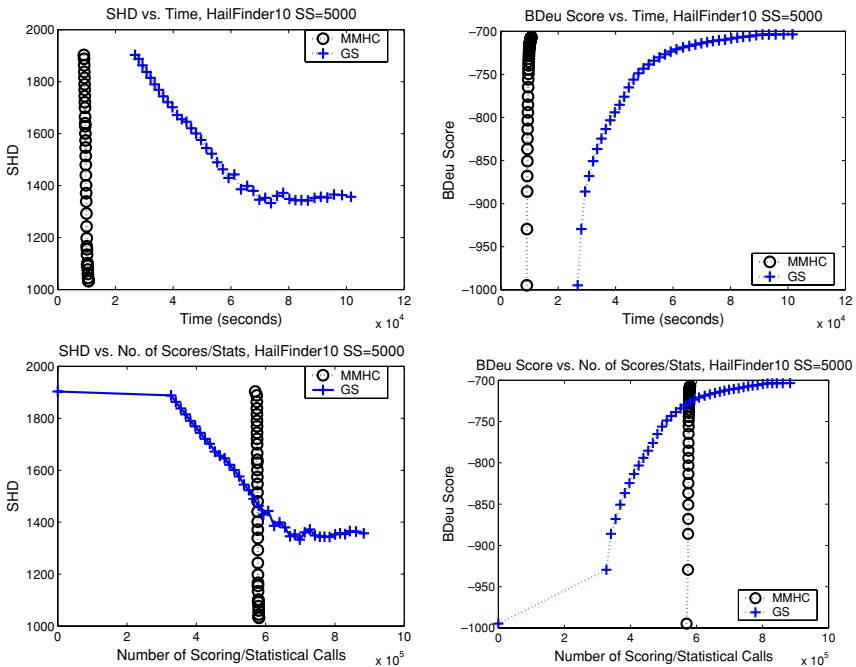 SHD vs. Time, HailFinder10 SS=5000
2000
1800
1600
1400
1200
1000
SHD
MMHC
GS
0 2 4 6 8 10 12
Time (seconds)
x 10^4
BDeu Score vs. Time, HailFinder10 SS=5000
−700
−750
−800
−850
−900
−950
−1000
BDeu Score
MMHC
GS
0 2 4 6 8 10 12
Time (seconds)
x 10^4
SHD vs. No. of Scores/Stats, HailFinder10 SS=5000
2000
1800
1600
1400
1200
1000
SHD
MMHC
GS
0 2 4 6 8 10
Number of Scoring/Statistical Calls
x 10^5
BDeu Score vs. No. of Scores/Stats, HailFinder10 SS=5000
−700
−750
−800
−850
−900
−950
−1000
BDeu Score
MMHC
GS
0 2 4 6 8 10
Number of Scoring/Statistical Calls
x 10^5